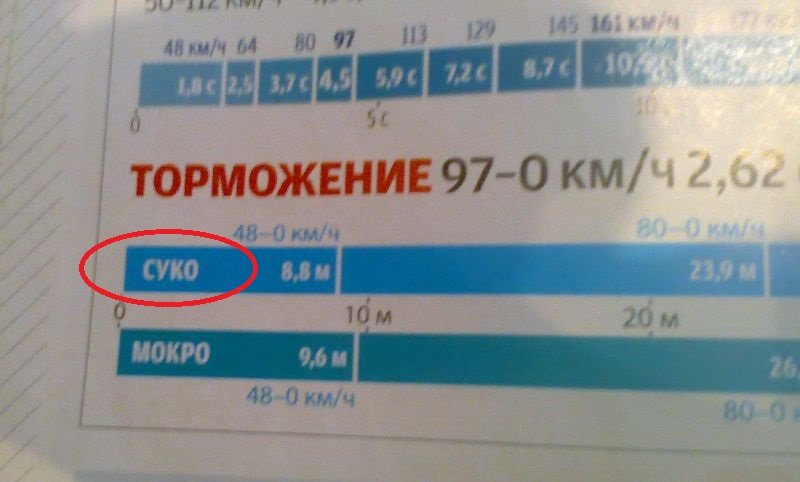 48 км/ч 64 80 97 113 129 145 161 км/ч
1,8 с 2,5 3,7 с 4,5 5,9 с 7,2 с 8,7 с
0 5 с
ТОРМОЖЕНИЕ 97–0 КМ/Ч 2,62
48–0 км/ч 80–0 км/ч
СУКО 8,8 м 23,9 м
0 10 м 20 м
МОКРО 9,6 м 26,
48–0 км/ч 80–0 к